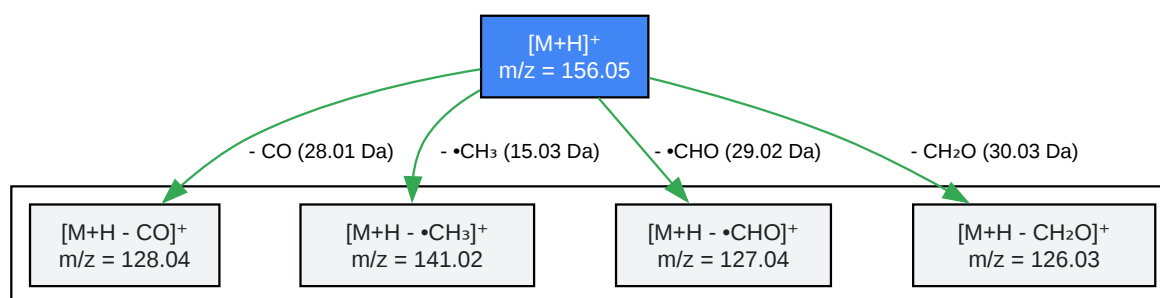 [M+H]⁺
m/z = 156.05
- CO (28.01 Da)
- •CH₃ (15.03 Da)
- •CHO (29.02 Da)
- CH₂O (30.03 Da)
[M+H - CO]⁺
m/z = 128.04
[M+H - •CH₃]⁺
m/z = 141.02
[M+H - •CHO]⁺
m/z = 127.04
[M+H - CH₂O]⁺
m/z = 126.03